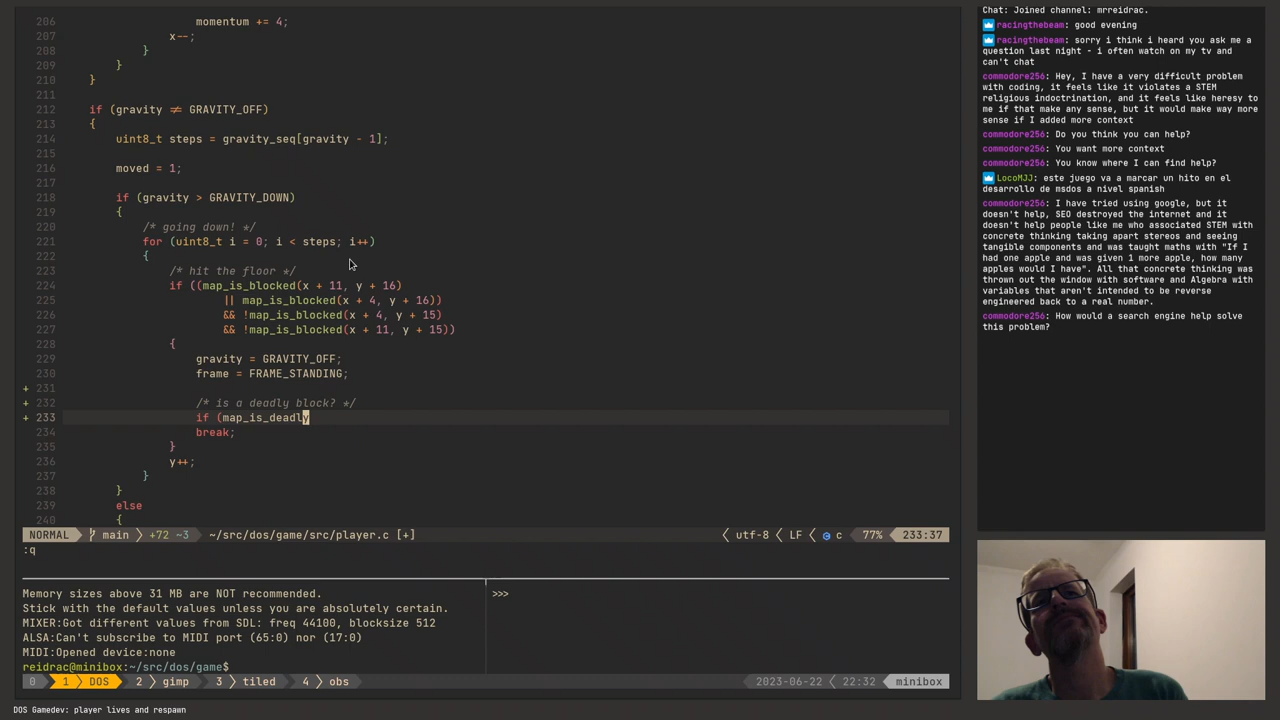 206                     momentum += 4;
207                 x--;
208             }
209         }
210     }
211
212     if (gravity ≠ GRAVITY_OFF)
213     {
214         uint8_t steps = gravity_seq[gravity - 1];
215
216         moved = 1;
217
218         if (gravity > GRAVITY_DOWN)
219         {
220             /* going down! */
221             for (uint8_t i = 0; i < steps; i++)
222             {
223                 /* hit the floor */
224                 if ((map_is_blocked(x + 11, y + 16)
225                         || map_is_blocked(x + 4, y + 16))
226                         && !map_is_blocked(x + 4, y + 15)
227                         && !map_is_blocked(x + 11, y + 15))
228                 {
229                     gravity = GRAVITY_OFF;
230                     frame = FRAME_STANDING;
+ 231
+ 232                     /* is a deadly block? */
+ 233                     if (map_is_deadly
234                     break;
235                 }
236                 y++;
237             }
238         }
239         else
240         {
NORMAL main +72 ~3 ~/src/dos/game/src/player.c [+] utf-8 LF c 77% 233:37
:q
Memory sizes above 31 MB are NOT recommended.
Stick with the default values unless you are absolutely certain.
MIXER:Got different values from SDL: freq 44100, blocksize 512
ALSA:Can't subscribe to MIDI port (65:0) nor (17:0)
MIDI:Opened device:none
reidrac@minibox:~/src/dos/game$
>>>
0 1 DOS 2 gimp 3 tiled 4 obs 2023-06-22 22:32 minibox
DOS Gamedev: player lives and respawn
Chat: Joined channel: mrreidrac.
racingthebeam: good evening
racingthebeam: sorry i think i heard you ask me a
question last night - i often watch on my tv and
can't chat
commodore256: Hey, I have a very difficult problem
with coding, it feels like it violates a STEM
religious indoctrination, and it feels like heresy to
me if that make any sense, but it would make way more
sense if I added more context
commodore256: Do you think you can help?
commodore256: You want more context
commodore256: You know where I can find help?
LocoMJJ: este juego va a marcar un hito en el
desarrollo de msdos a nivel spanish
commodore256: I have tried using google, but it
doesn't help, SEO destroyed the internet and it
doesn't help people like me who associated STEM with
concrete thinking taking apart stereos and seeing
tangible components and was taught maths with "If I
had one apple and was given 1 more apple, how many
apples would I have". All that concrete thinking was
thrown out the window with software and Algebra with
variables that aren't intended to be reverse
engineered back to a real number.
commodore256: How would a search engine help solve
this problem?